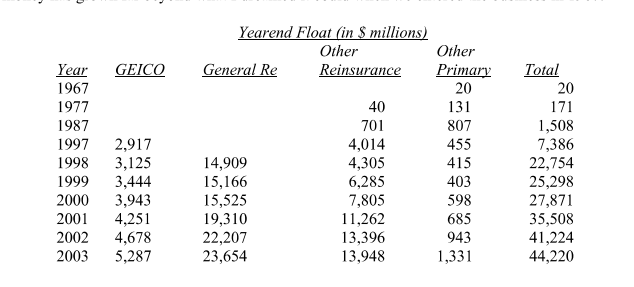 Yearend Float (in $ millions)
Other Other
Year GEICO General Re Reinsurance Primary Total
1967 20 20
1977 40 131 171
1987 701 807 1,508
1997 2,917 4,014 455 7,386
1998 3,125 14,909 4,305 415 22,754
1999 3,444 15,166 6,285 403 25,298
2000 3,943 15,525 7,805 598 27,871
2001 4,251 19,310 11,262 685 35,508
2002 4,678 22,207 13,396 943 41,224
2003 5,287 23,654 13,948 1,331 44,220